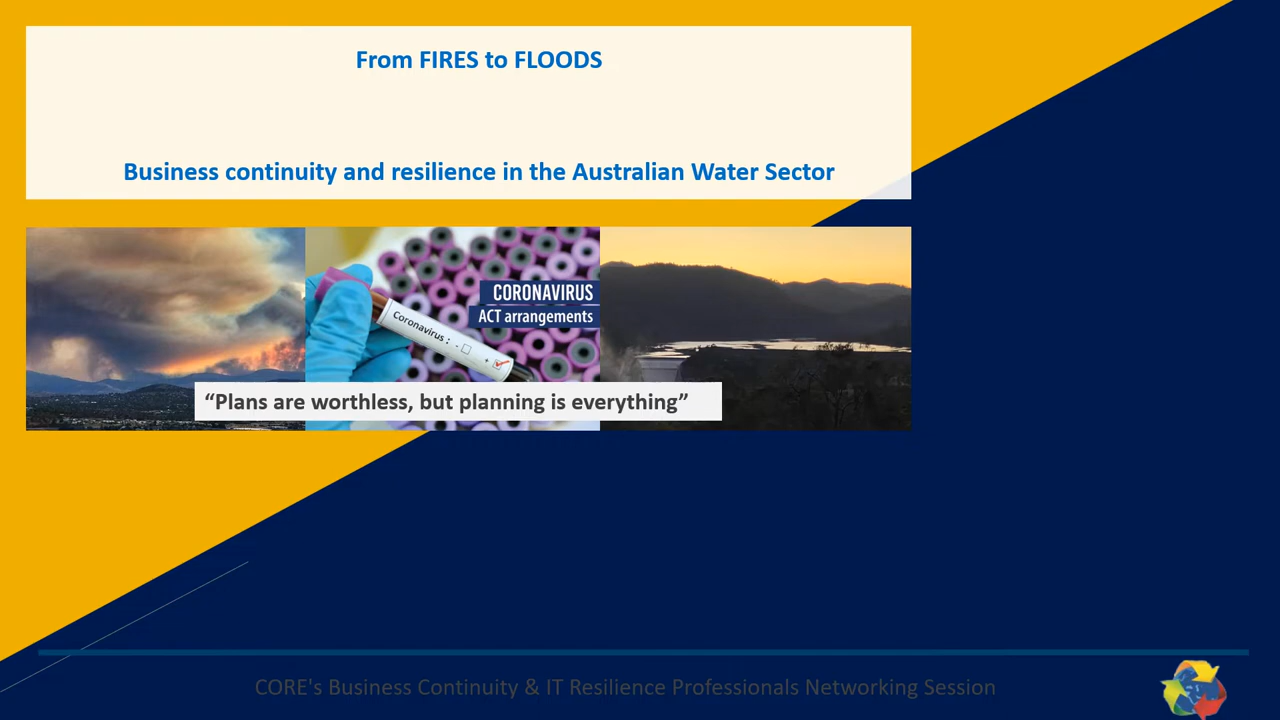 From FIRES to FLOODS
Business continuity and resilience in the Australian Water Sector
CORONAVIRUS
ACT arrangements
Coronavirus :
- +
“Plans are worthless, but planning is everything”
CORE's Business Continuity & IT Resilience Professionals Networking Session